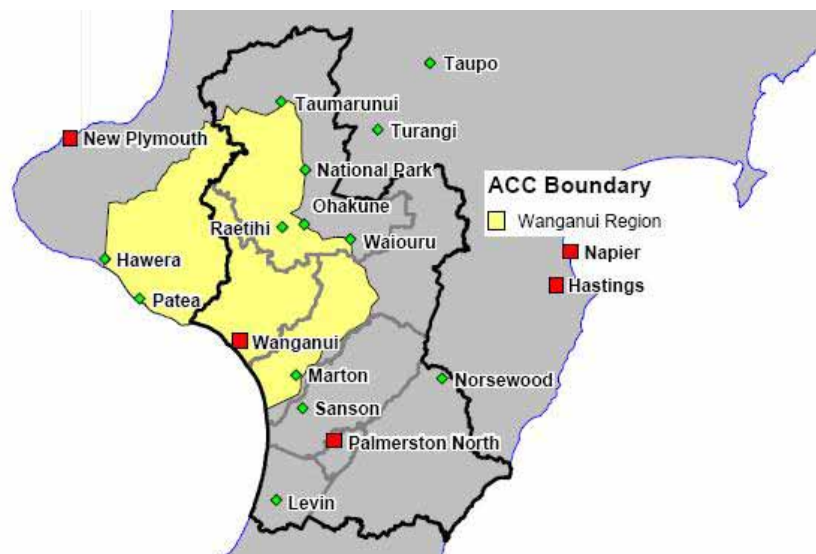 Taupo
Taumarunui
Turangi
New Plymouth
National Park
ACC Boundary
Wanganui Region
Ohakune
Raetihi
Waiouru
Napier
Hawera
Hastings
Patea
Wanganui
Marton
Norsewood
Sanson
Palmerston North
Levin